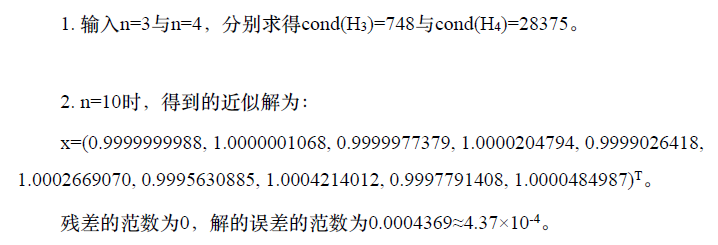 1. 输入n=3与n=4，分别求得cond(H₃)=748与cond(H₄)=28375。
2. n=10时，得到的近似解为：
x=(0.9999999988, 1.0000001068, 0.9999977379, 1.0000204794, 0.9999026418,
1.0002669070, 0.9995630885, 1.0004214012, 0.9997791408, 1.0000484987)ᵀ。
残差的范数为0，解的误差的范数为0.0004369≈4.37×10⁻⁴。